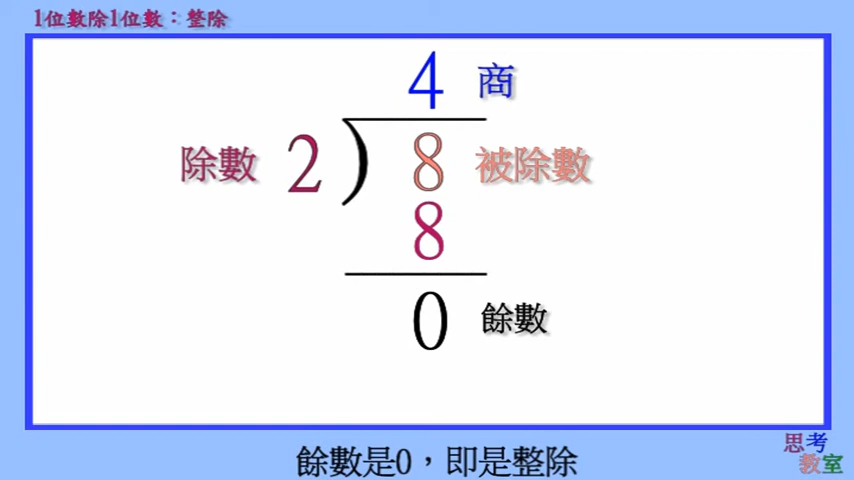 1位數除1位數：整除
4 商
除數 2 ) 8 被除數
8
0 餘數
餘數是0，即是整除
思考
教室